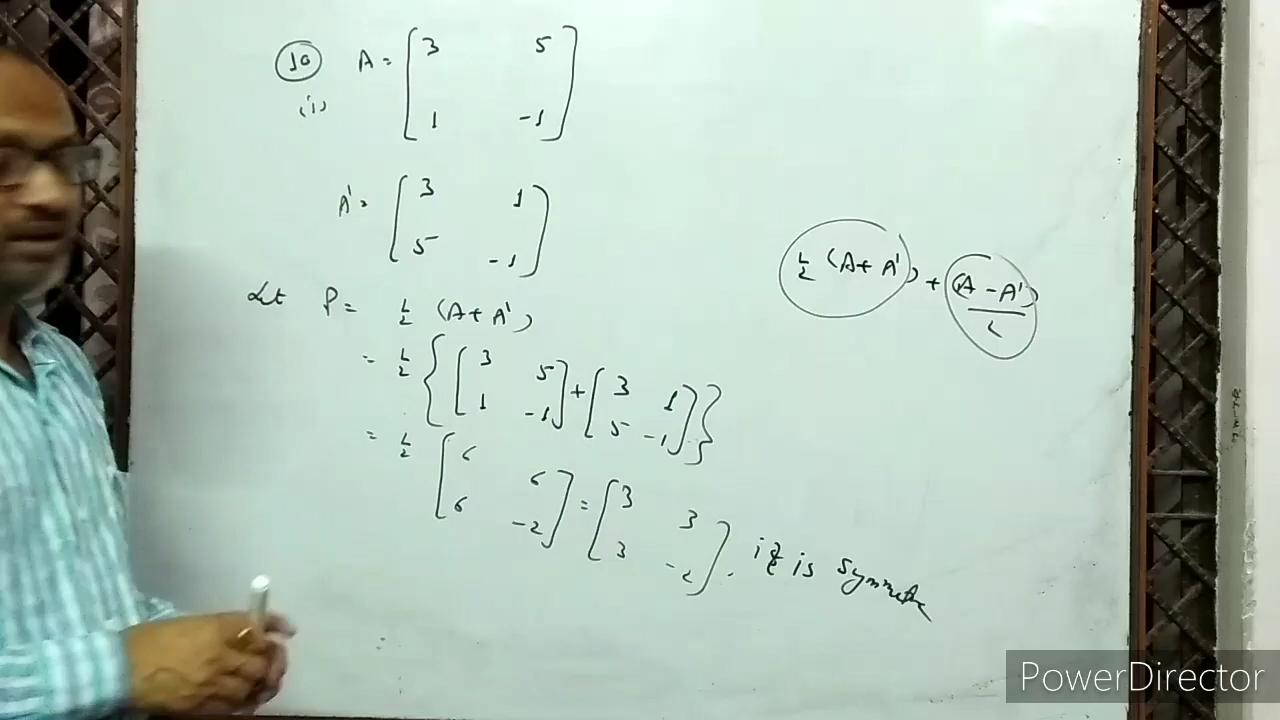 10 A = [ 3 5
(i) 1 -1 ]
A' = [ 3 1
5 -1 ]
Let P = 1/2 (A + A')
= 1/2 { [ 3 5 1 -1 ] + [ 3 1 5 -1 ] }
= 1/2 [ 6 6 6 -2 ] = [ 3 3 3 -2 ] . it is Symmetric
1/2 (A + A') + (A - A')/2
PowerDirector